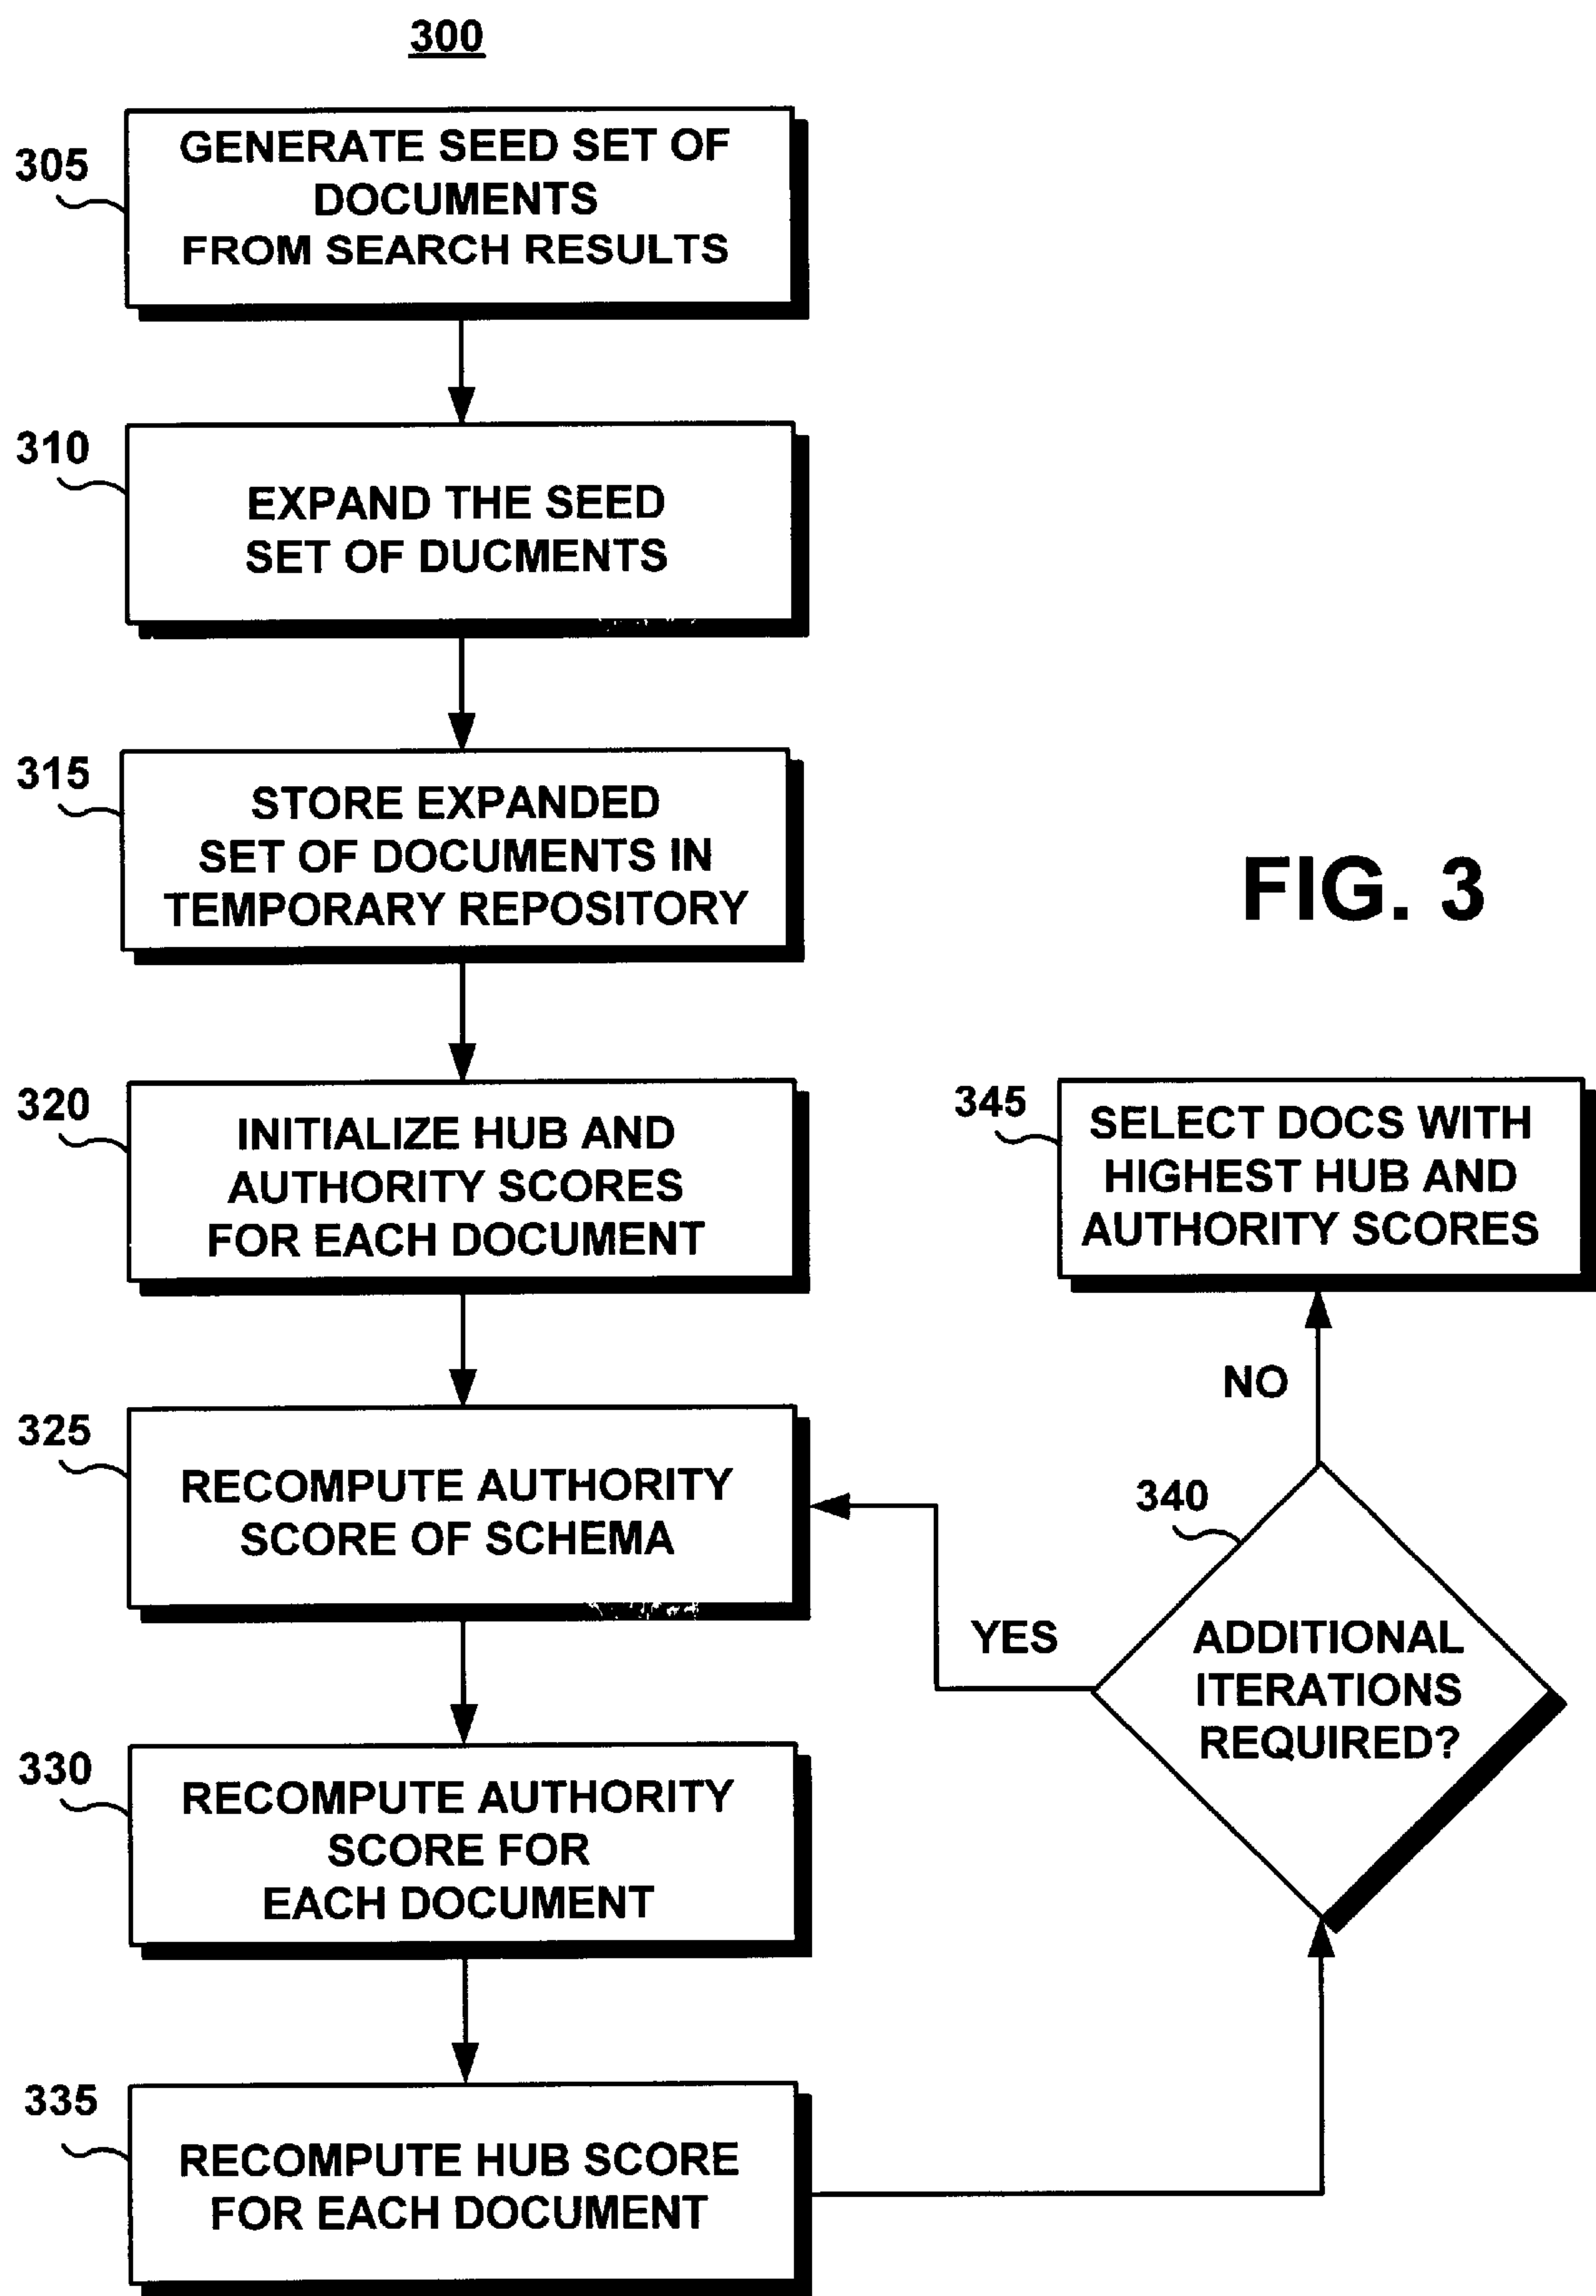 300
305
GENERATE SEED SET OF
DOCUMENTS
FROM SEARCH RESULTS
310
EXPAND THE SEED
SET OF DUCMENTS
315
STORE EXPANDED
SET OF DOCUMENTS IN
TEMPORARY REPOSITORY
FIG. 3
320
INITIALIZE HUB AND
AUTHORITY SCORES
FOR EACH DOCUMENT
345
SELECT DOCS WITH
HIGHEST HUB AND
AUTHORITY SCORES
NO
325
RECOMPUTE AUTHORITY
SCORE OF SCHEMA
340
YES
ADDITIONAL
ITERATIONS
REQUIRED?
330
RECOMPUTE AUTHORITY
SCORE FOR
EACH DOCUMENT
335
RECOMPUTE HUB SCORE
FOR EACH DOCUMENT